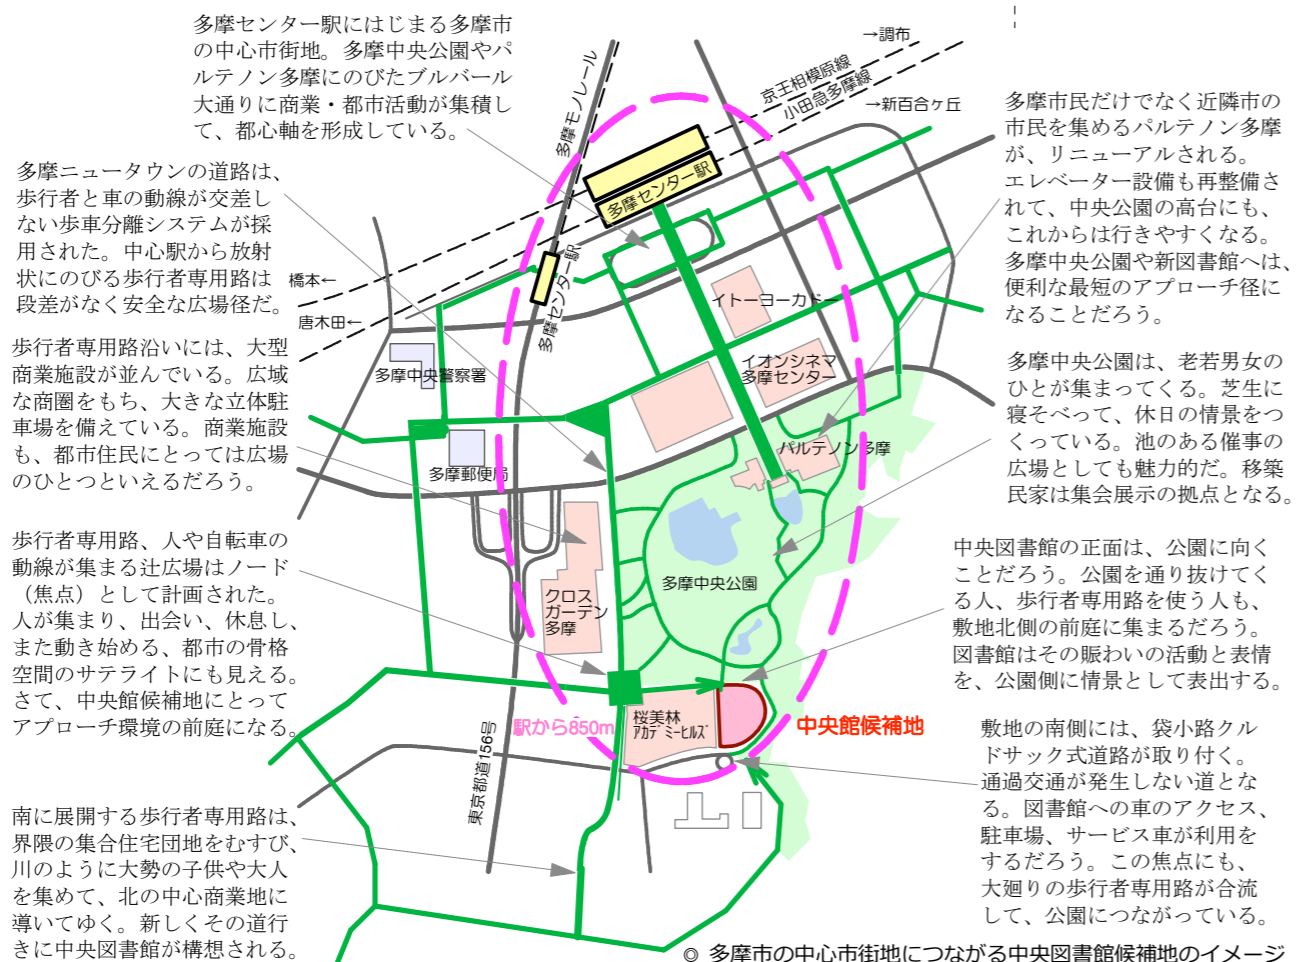 多摩センター駅にはじまる多摩市
の中心市街地。多摩中央公園やパ
ルテノン多摩にのびたブルバール
大通りに商業・都市活動が集積し
て、都心軸を形成している。
多摩ニュータウンの道路は、
歩行者と車の動線が交差し
ない歩車分離システムが採
用された。中心駅から放射
状にのびる歩行者専用路は
段差がなく安全な広場径だ。
歩行者専用路沿いには、大型
商業施設が並んでいる。広域
な商圏をもち、大きな立体駐
車場を備えている。商業施設
も、都市住民にとっては広場
のひとつといえるだろう。
歩行者専用路、人や自転車の
動線が集まる辻広場はノード
（焦点）として計画された。
人が集まり、出会い、休息し、
また動き始める、都市の骨格
空間のサテライトにも見える。
さて、中央館候補地にとって
アプローチ環境の前庭になる。
南に展開する歩行者専用路は、
界隈の集合住宅団地をむすび、
川のように大勢の子供や大人
を集めて、北の中心商業地に
導いてゆく。新しくその道行
きに中央図書館が構想される。
多摩モノレール
→調布
京王相模原線
小田急多摩線
→新百合ヶ丘
多摩センター駅
多摩センター駅
橋本←
唐木田←
イトーヨーカドー
イオンシネマ
多摩センター
多摩中央警察署
多摩郵便局
パルテノン多摩
多摩中央公園
クロス
ガーデン
多摩
駅から850m
桜美林
ｱｶﾃﾞﾐｰﾋﾙｽﾞ
中央館候補地
東京都道156号
多摩市民だけでなく近隣市の
市民を集めるパルテノン多摩
が、リニューアルされる。
エレベーター設備も再整備さ
れて、中央公園の高台にも、
これからは行きやすくなる。
多摩中央公園や新図書館へは、
便利な最短のアプローチ径に
なることだろう。
多摩中央公園は、老若男女の
ひとが集まってくる。芝生に
寝そべって、休日の情景をつ
くっている。池のある催事の
広場としても魅力的だ。移築
民家は集会展示の拠点となる。
中央図書館の正面は、公園に向く
ことだろう。公園を通り抜けてく
る人、歩行者専用路を使う人も、
敷地北側の前庭に集まるだろう。
図書館はその賑わいの活動と表情
を、公園側に情景として表出する。
敷地の南側には、袋小路クル
ドサック式道路が取り付く。
通過交通が発生しない道とな
る。図書館への車のアクセス、
駐車場、サービス車が利用を
するだろう。この焦点にも、
大廻りの歩行者専用路が合流
して、公園につながっている。
◎ 多摩市の中心市街地につながる中央図書館候補地のイメージ